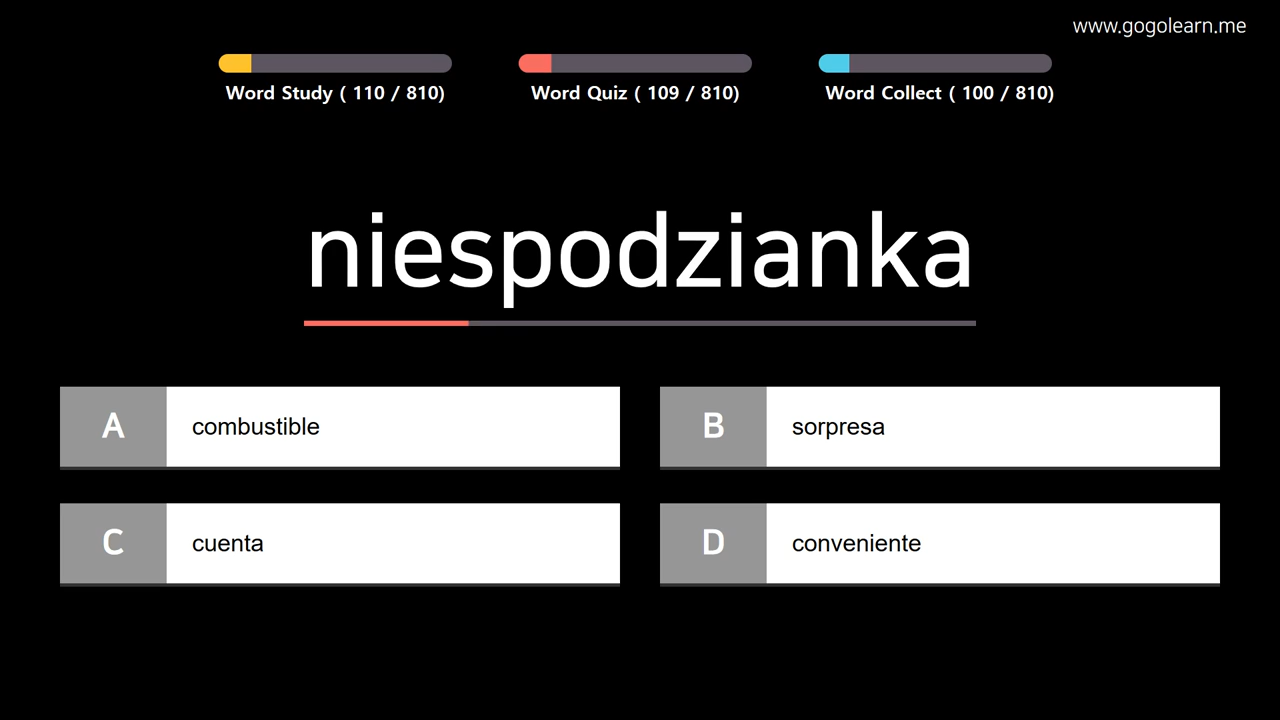 www.gogolearn.me
Word Study ( 110 / 810)
Word Quiz ( 109 / 810)
Word Collect ( 100 / 810)
niespodzianka
A combustible
B sorpresa
C cuenta
D conveniente